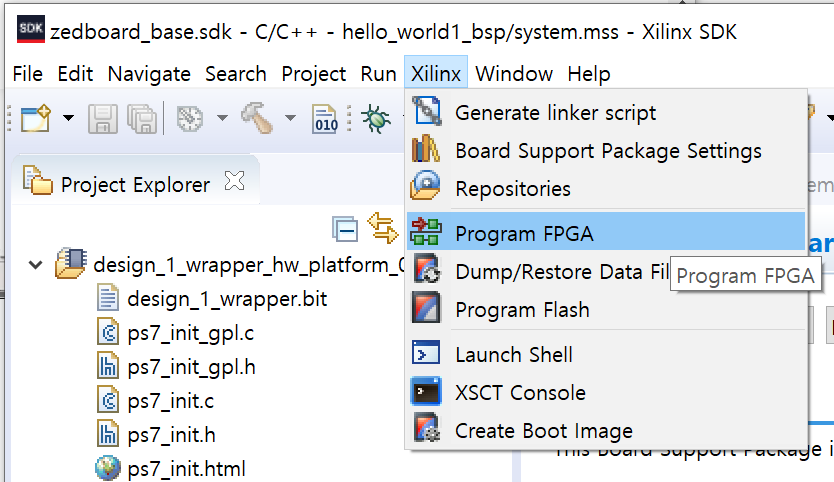 SDK zedboard_base.sdk - C/C++ - hello_world1_bsp/system.mss - Xilinx SDK
File Edit Navigate Search Project Run Xilinx Window Help
010
Generate linker script
Board Support Package Settings
Repositories
Program FPGA
Dump/Restore Data Fil
Program FPGA
Program Flash
Launch Shell
XSCT Console
Create Boot Image
Project Explorer
design_1_wrapper_hw_platform_0
design_1_wrapper.bit
ps7_init_gpl.c
ps7_init_gpl.h
ps7_init.c
ps7_init.h
ps7_init.html
em
ar
This Board Support Package i